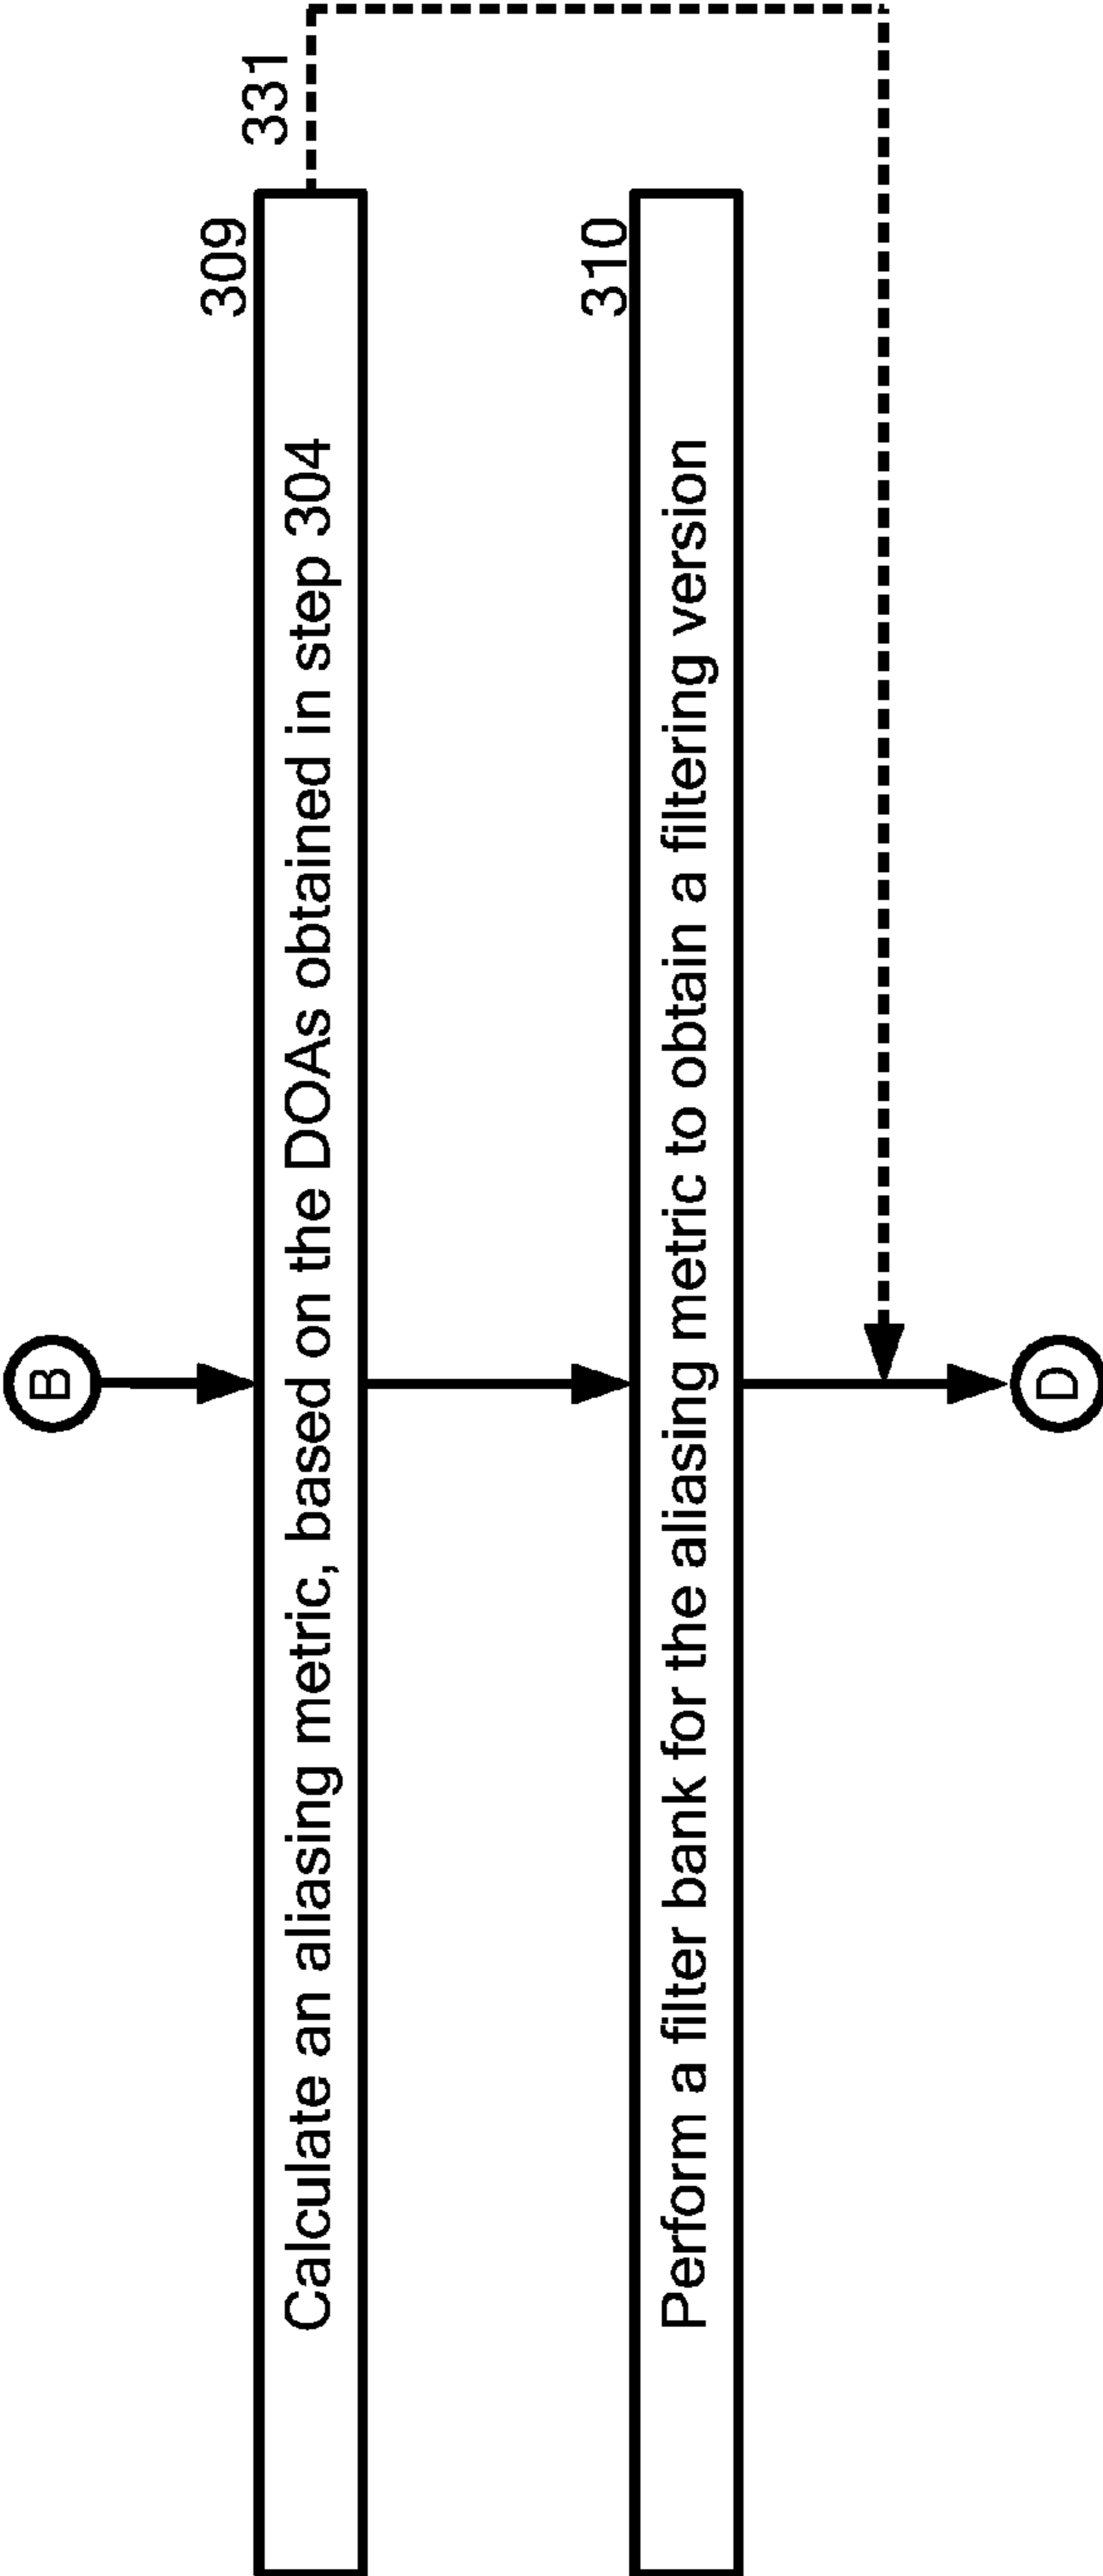 B
309
331
Calculate an aliasing metric, based on the DOAs obtained in step 304
310
Perform a filter bank for the aliasing metric to obtain a filtering version
D